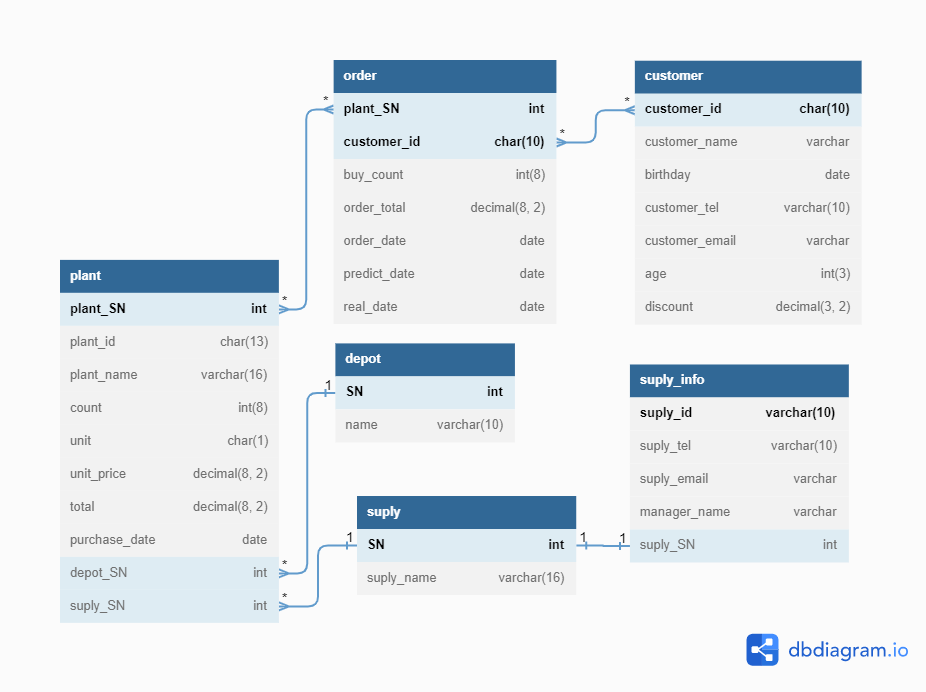 order
* plant_SN int
customer_id char(10) *
buy_count int(8)
order_total decimal(8, 2)
order_date date
predict_date date
real_date date
customer
* customer_id char(10)
customer_name varchar
birthday date
customer_tel varchar(10)
customer_email varchar
age int(3)
discount decimal(3, 2)
plant
plant_SN int *
plant_id char(13)
plant_name varchar(16)
count int(8)
unit char(1)
unit_price decimal(8, 2)
total decimal(8, 2)
purchase_date date
depot_SN int *
suply_SN int *
depot
1 SN int
name varchar(10)
suply
1 SN int 1
suply_name varchar(16)
suply_info
suply_id varchar(10)
suply_tel varchar(10)
suply_email varchar
manager_name varchar
1 suply_SN int
dbdiagram.io